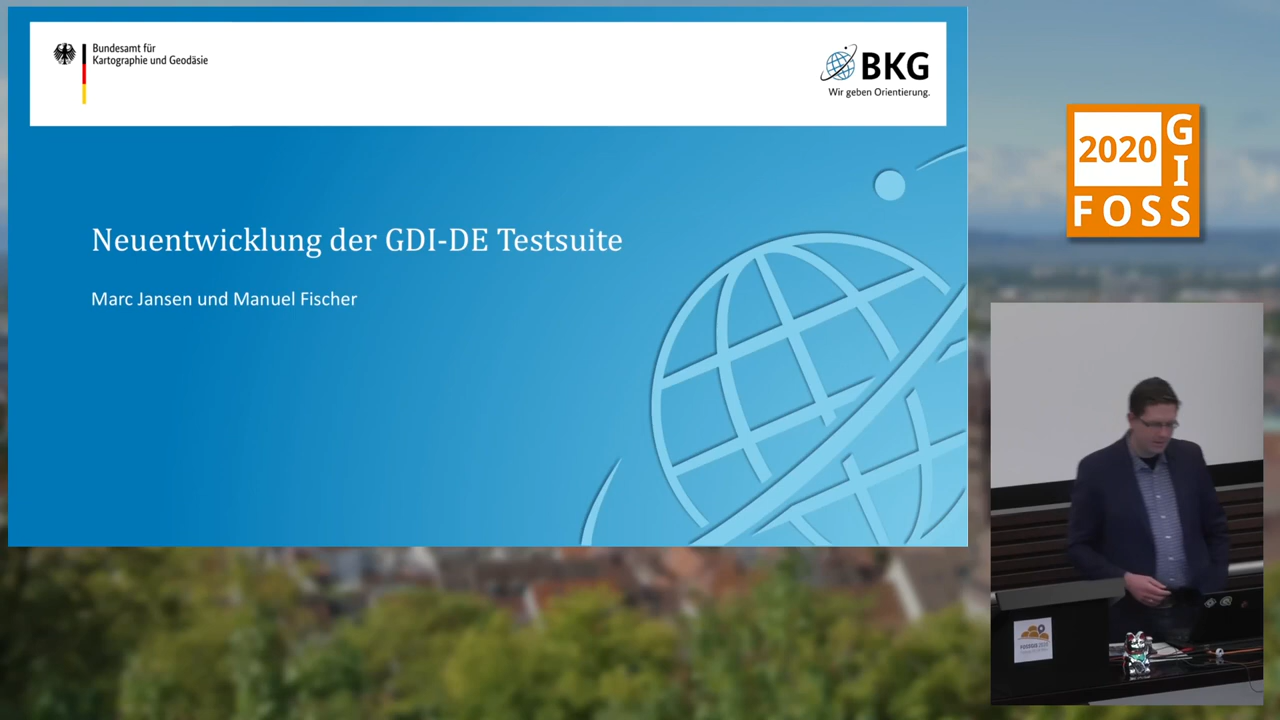 Bundesamt für
Kartographie und Geodäsie
BKG
Wir geben Orientierung.
Neuentwicklung der GDI-DE Testsuite
Marc Jansen und Manuel Fischer
2020
GIS
FOSS